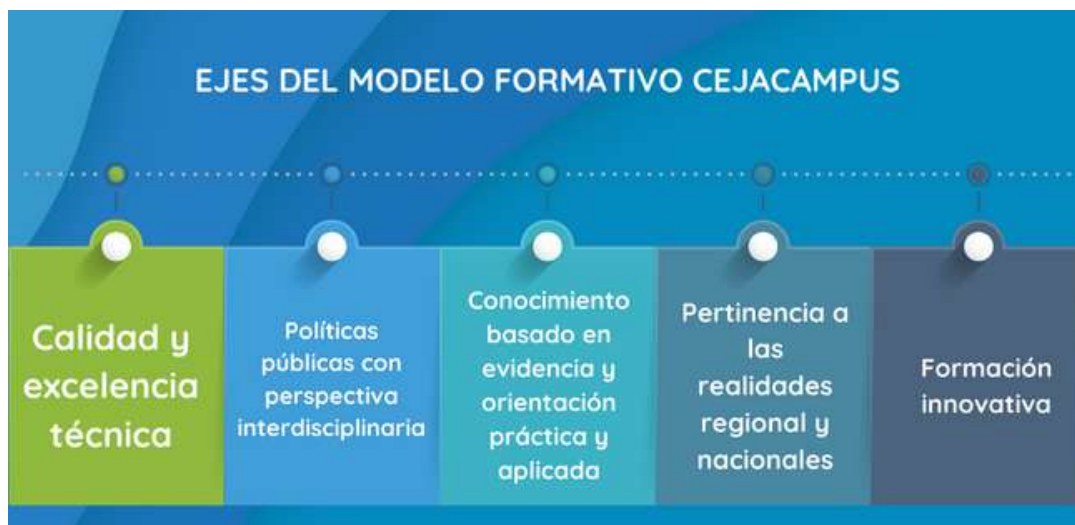 EJES DEL MODELO FORMATIVO CEJACAMPUS
Calidad y
excelencia
técnica
Políticas
públicas con
perspectiva
interdisciplinaria
Conocimiento
basado en
evidencia y
orientación
práctica y
aplicada
Pertinencia a
las
realidades
regional y
nacionales
Formación
innovativa